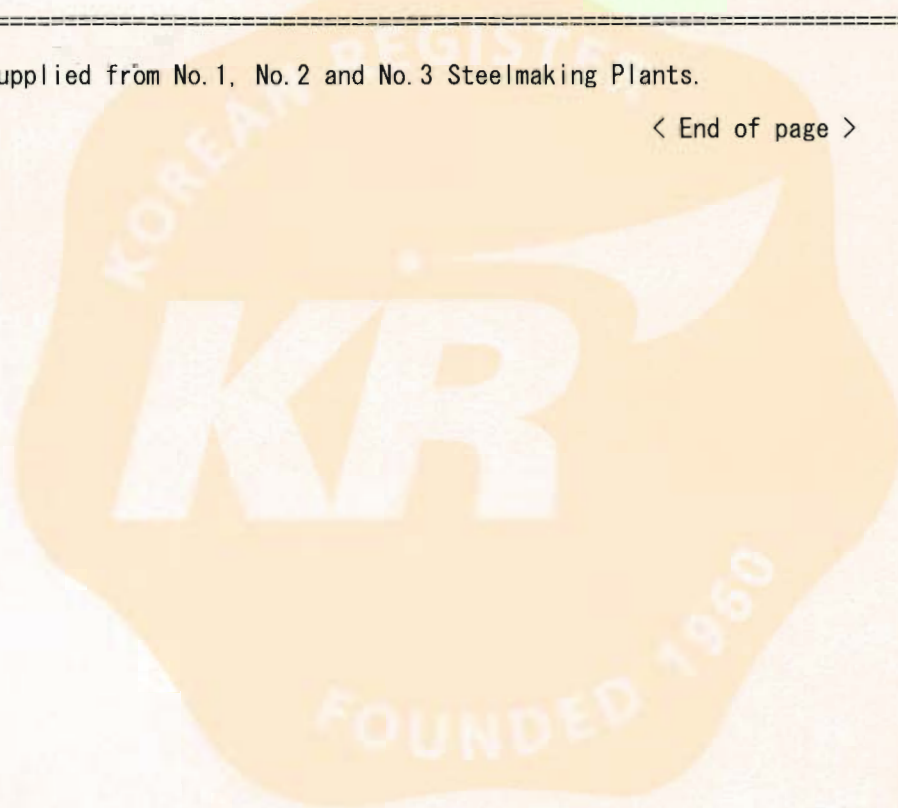 upplied from No.1, No.2 and No.3 Steelmaking Plants.
< End of page >
KOREAN REGISTER
KR
FOUNDED 1960